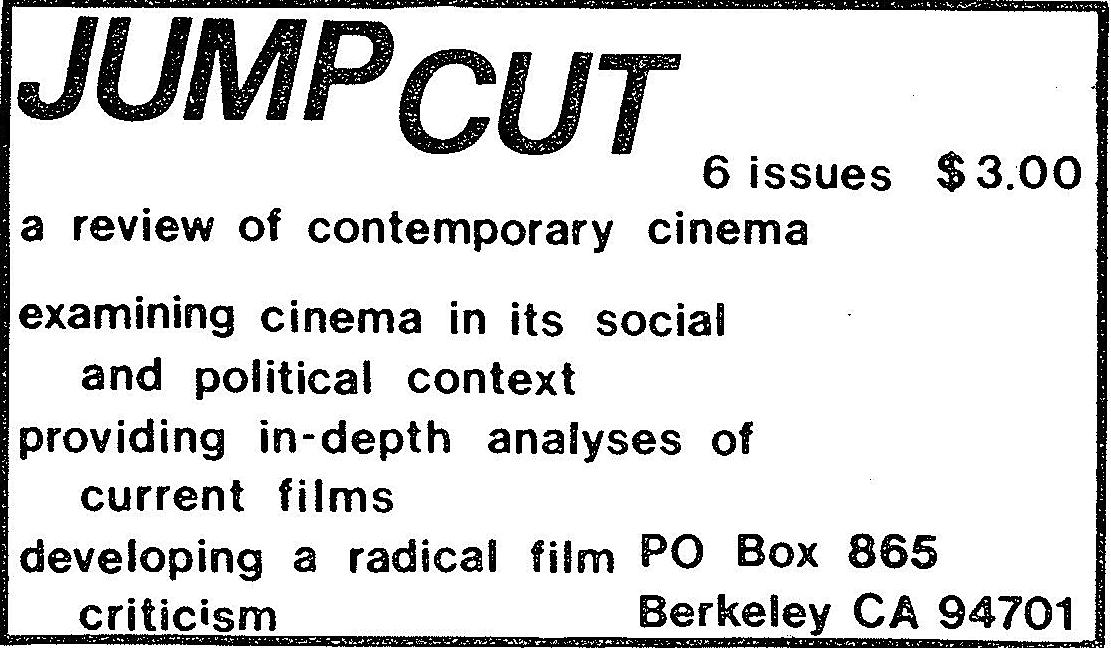 JUMP CUT
6 issues $3.00
a review of contemporary cinema
examining cinema in its social
and political context
providing in-depth analyses of
current films
developing a radical film
criticism
PO Box 865
Berkeley CA 94701